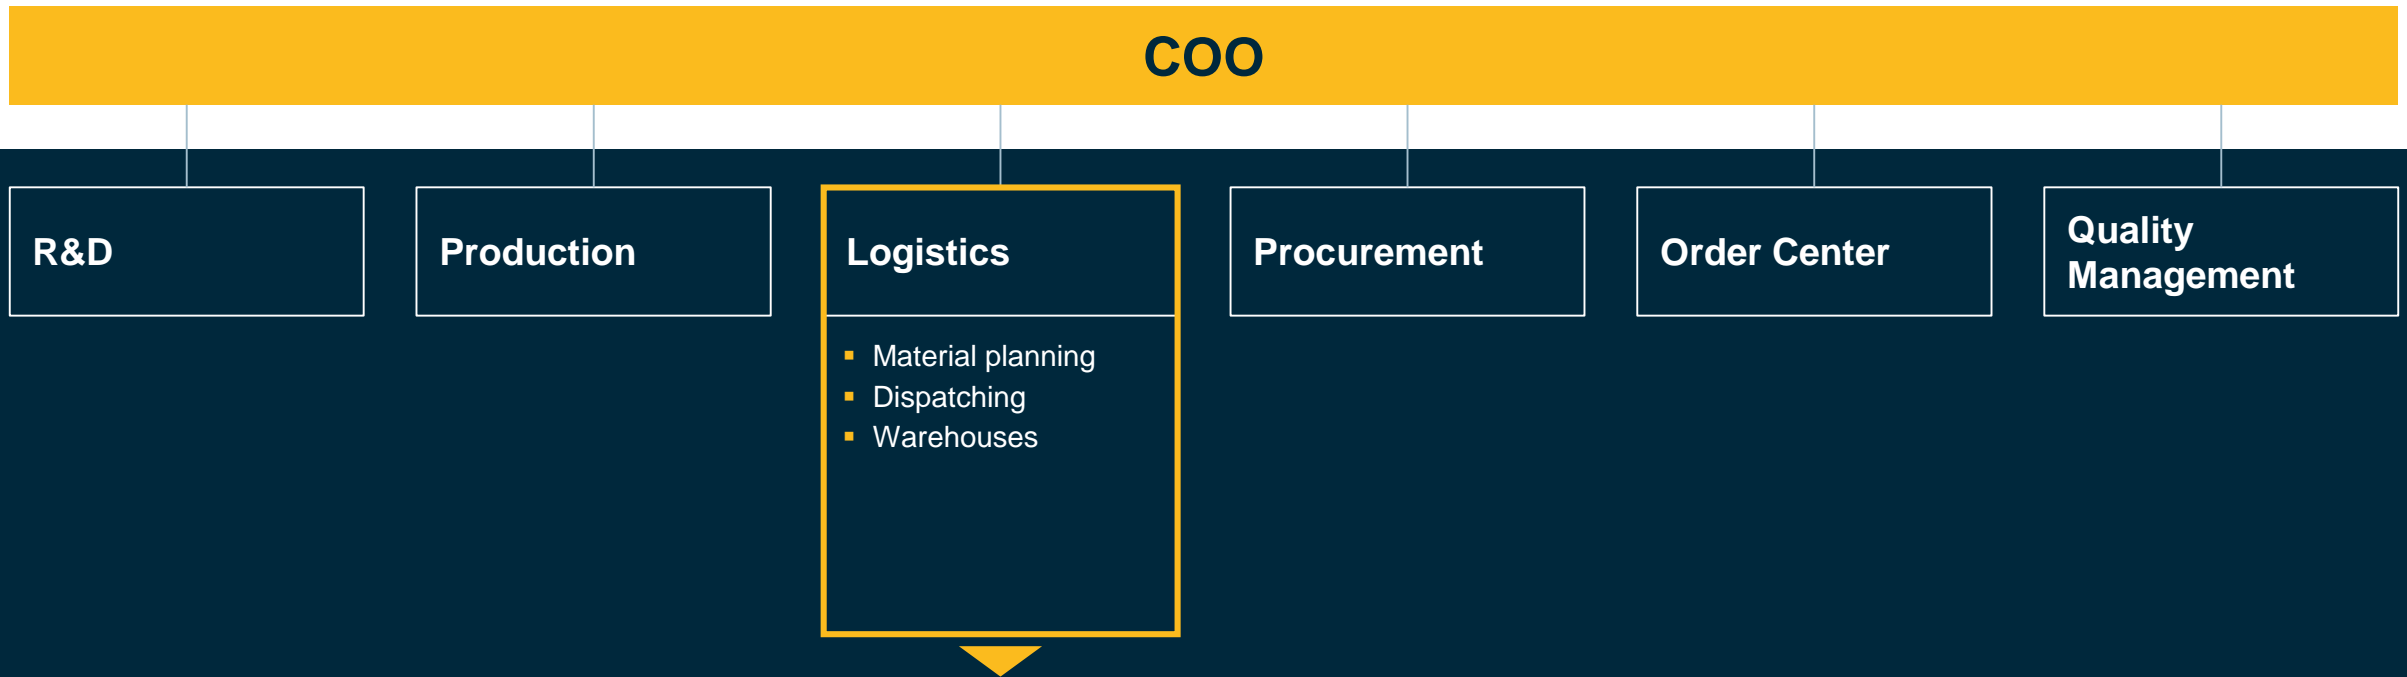 COO
R&D
Production
Logistics
Procurement
Order Center
Quality
Management
Material planning
Dispatching
Warehouses